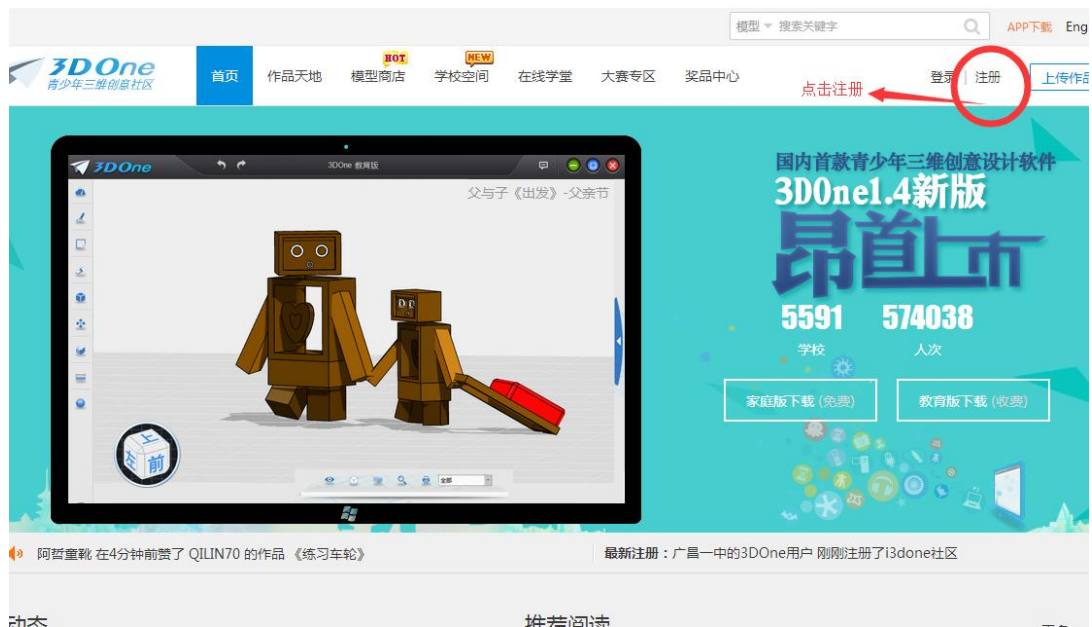 模型 搜索关键字 APP下载 Eng
3D One
青少年三维创意社区
HOT NEW
首页 作品天地 模型商店 学校空间 在线学堂 大赛专区 奖品中心 登录 注册 上传作品
点击注册
3DOne 3DOne 教育版
父与子《出发》-父亲节
上
左 前
全部
国内首款青少年三维创意设计软件
3DOne1.4新版
昂首上市
5591 574038
学校 人次
家庭版下载 (免费) 教育版下载 (收费)
阿哲童靴 在4分钟前赞了 QILIN70 的作品 《练习车轮》 最新注册：广昌一中的3DOne用户 刚刚注册了i3done社区
动态 推荐阅读